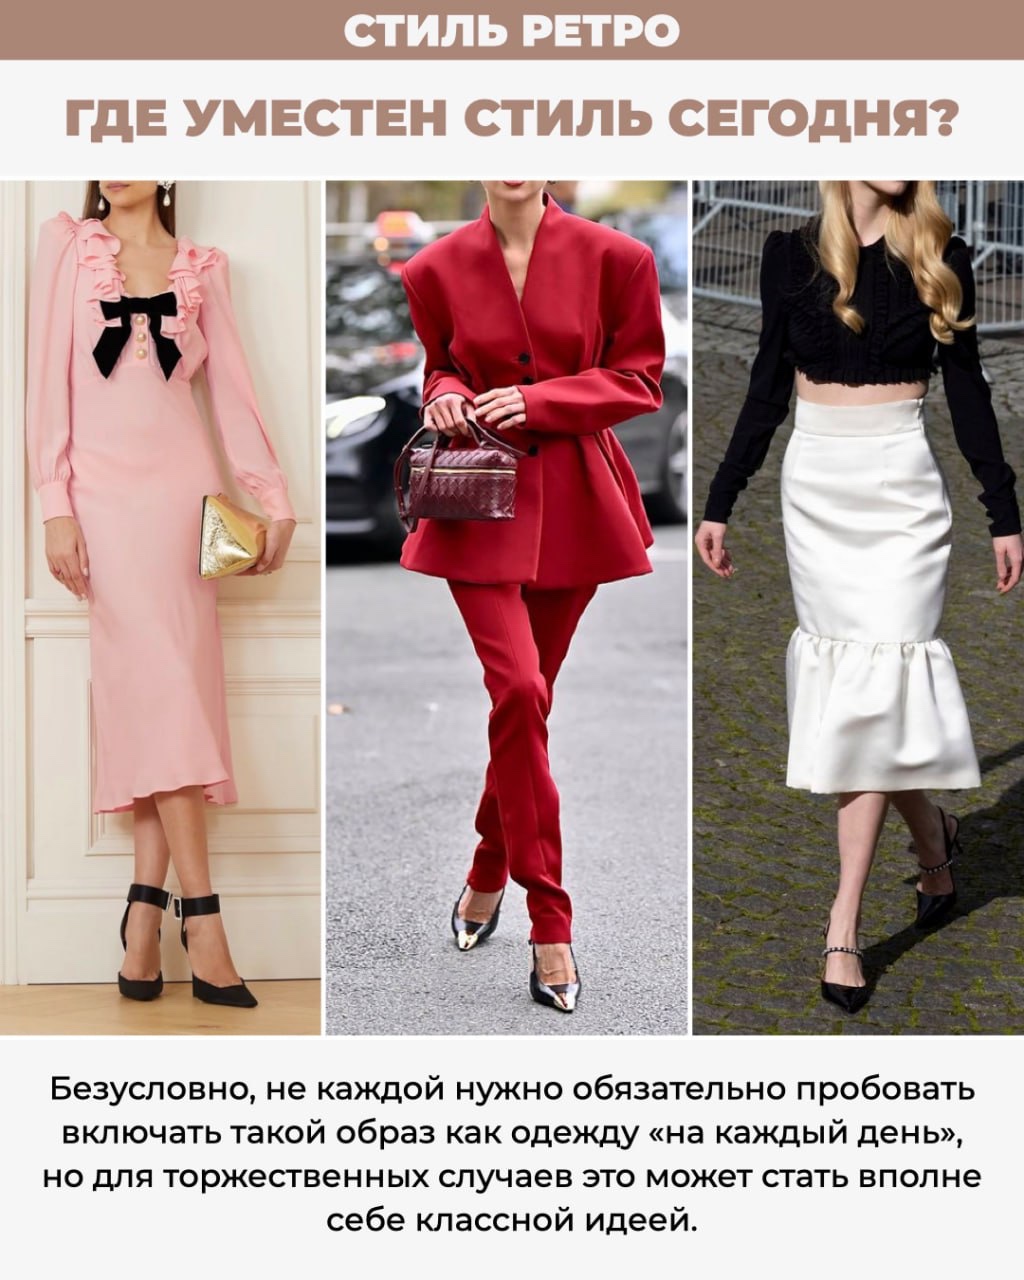 СТИЛЬ РЕТРО
ГДЕ УМЕСТЕН СТИЛЬ СЕГОДНЯ?
Безусловно, не каждой нужно обязательно пробовать
включать такой образ как одежду «на каждый день»,
но для торжественных случаев это может стать вполне
себе классной идеей.